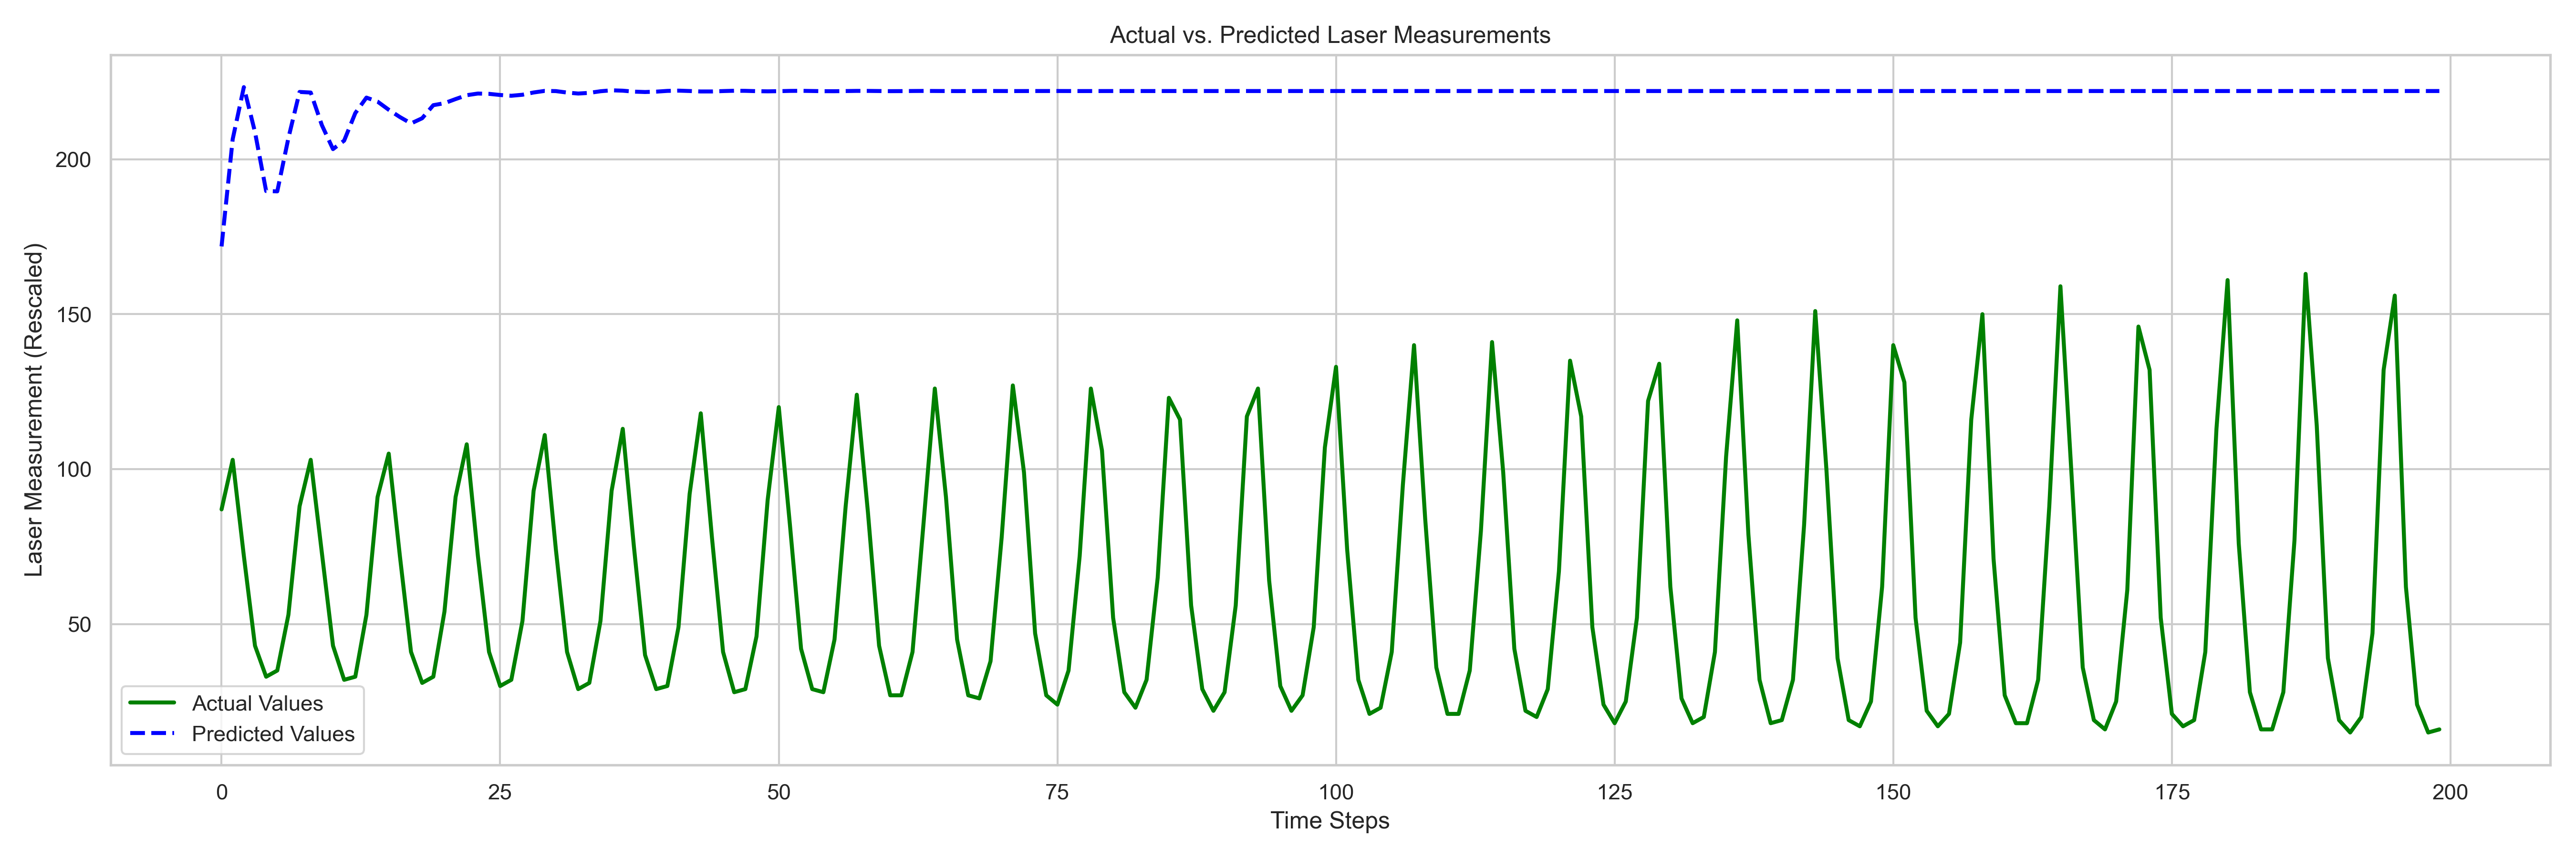 Actual vs. Predicted Laser Measurements
Laser Measurement (Rescaled)
200
150
100
50
Actual Values
Predicted Values
0 25 50 75 100 125 150 175 200
Time Steps